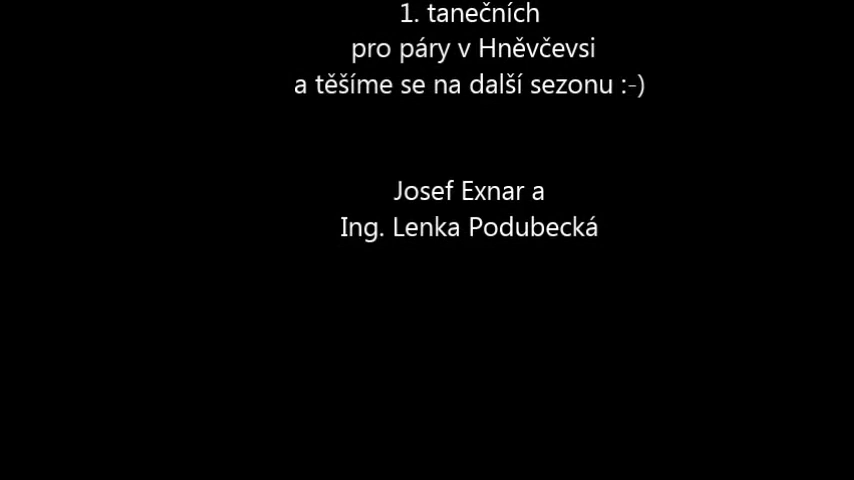 1. tanečních
pro páry v Hněvčevsi
a těšíme se na další sezonu :-)
Josef Exnar a
Ing. Lenka Podubecká